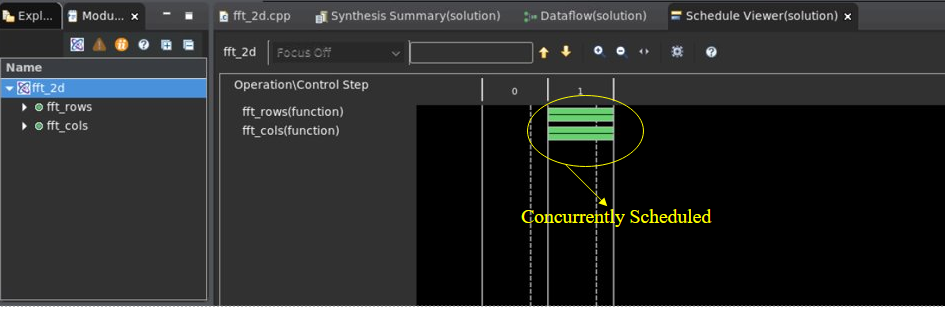 Expl... Modu... fft_2d.cpp Synthesis Summary(solution) Dataflow(solution) Schedule Viewer(solution)
fft_2d Focus Off
Name
fft_2d
fft_rows
fft_cols
Operation\Control Step 0 1
fft_rows(function)
fft_cols(function)
Concurrently Scheduled